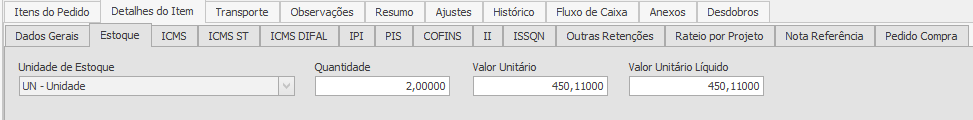 Itens do Pedido Detalhes do Item Transporte Observações Resumo Ajustes Histórico Fluxo de Caixa Anexos Desdobros
Dados Gerais Estoque ICMS ICMS ST ICMS DIFAL IPI PIS COFINS II ISSQN Outras Retenções Rateio por Projeto Nota Referência Pedido Compra
Unidade de Estoque Quantidade Valor Unitário Valor Unitário Líquido
UN - Unidade 2,00000 450,11000 450,11000